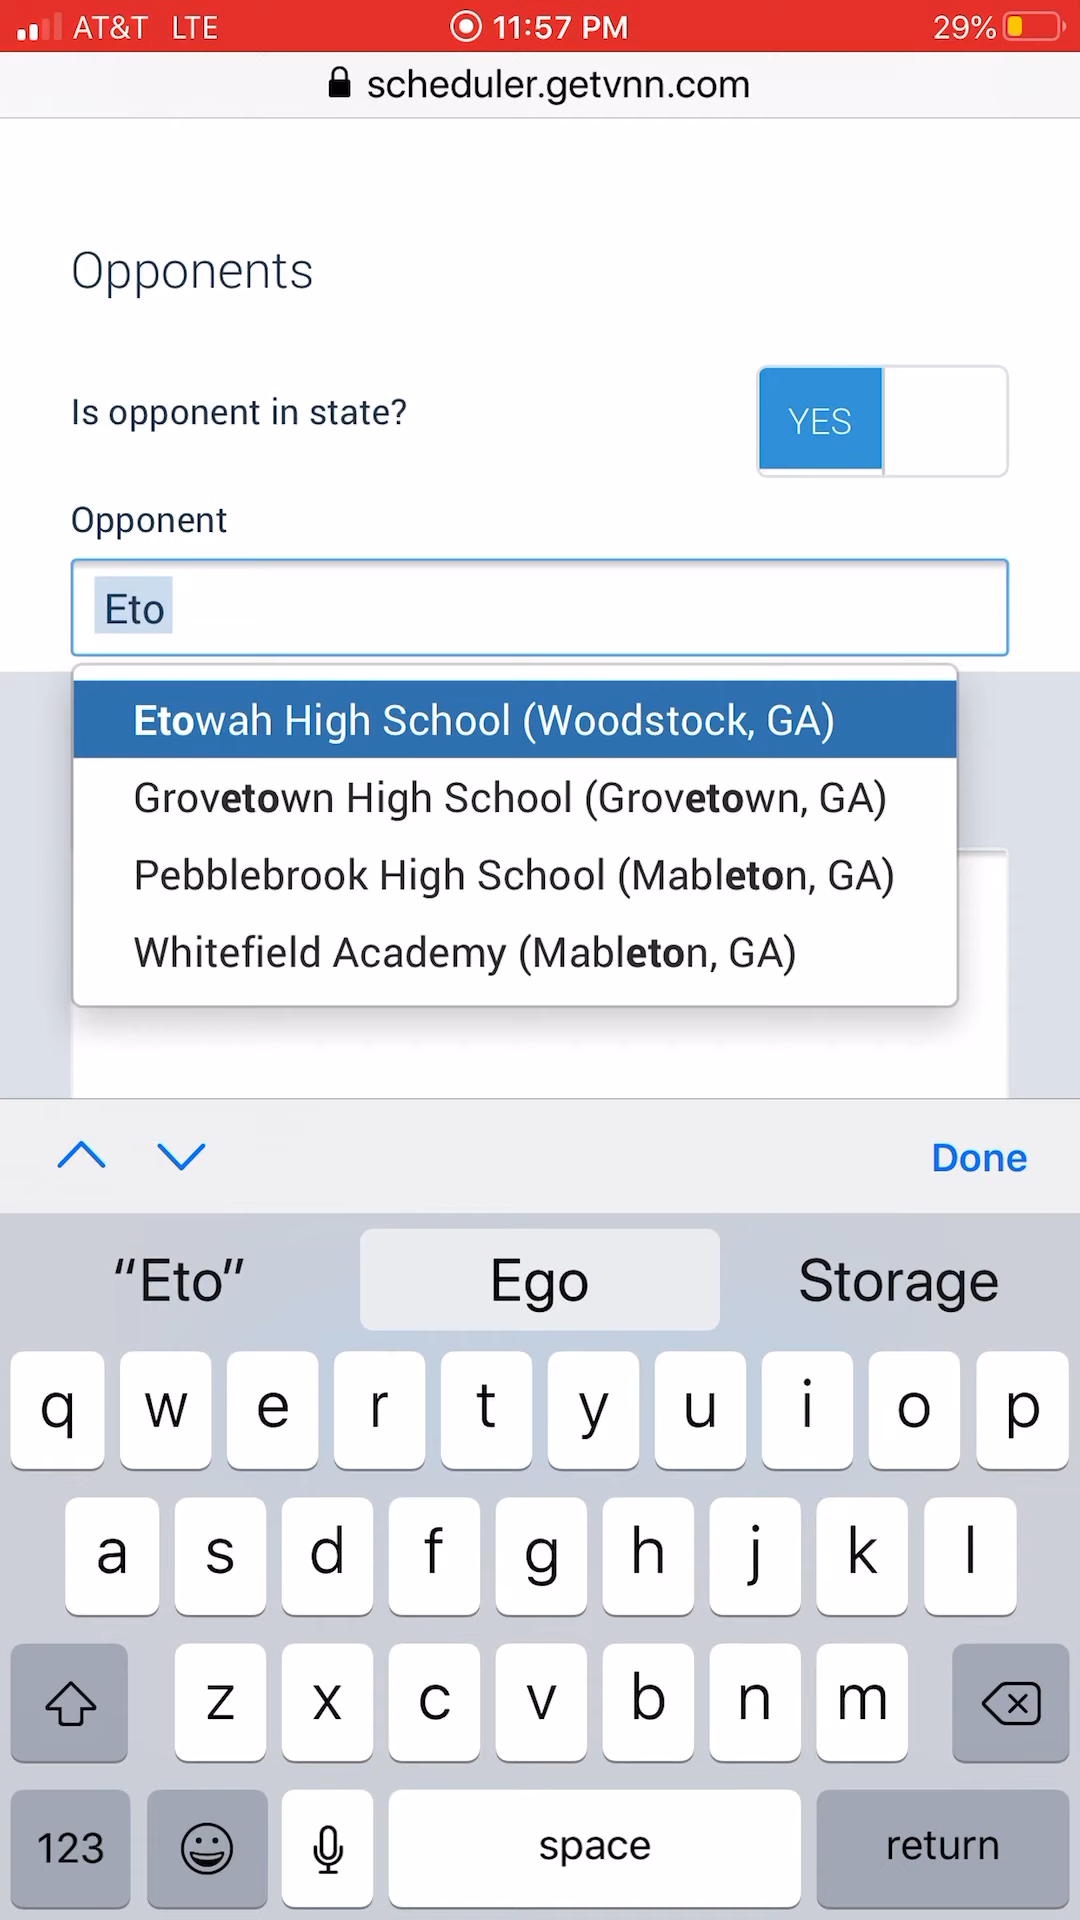 AT&T LTE 11:57 PM 29%
scheduler.getvnn.com
Opponents
Is opponent in state? YES
Opponent
Eto
Etowah High School (Woodstock, GA)
Grovetown High School (Grovetown, GA)
Pebblebrook High School (Mableton, GA)
Whitefield Academy (Mableton, GA)
Done
“Eto” Ego Storage
q w e r t y u i o p
a s d f g h j k l
z x c v b n m
123 space return